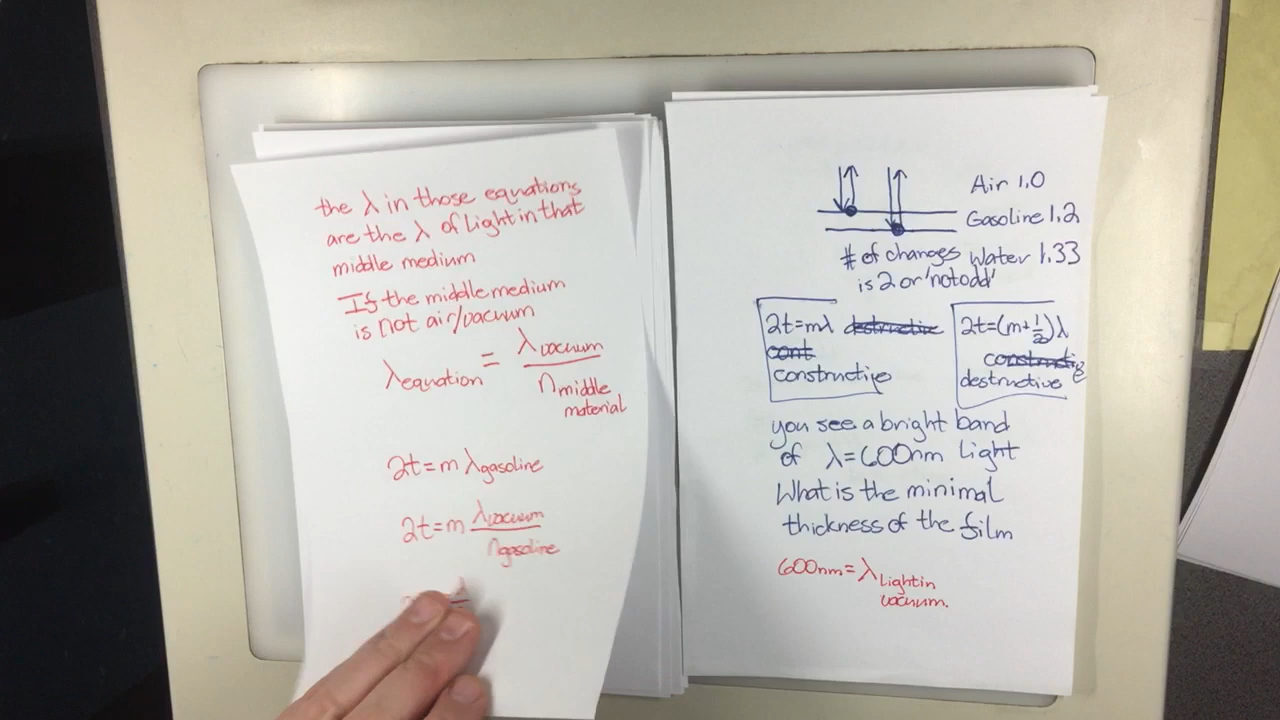 the λ in those equations
are the λ of light in that
middle medium
If the middle medium
is not air/vacuum
λequation = λvacuum / nmiddle material
2t=mλgasoline
2t=m λvacuum / ngasoline
Air 1.0
Gasoline 1.2
Water 1.33
# of changes
is 2 or 'not odd'
2t=mλ destructive
cont
constructive
2t=(m+1/2)λ
constructive
destructive
you see a bright band
of λ=600nm Light
What is the minimal
thickness of the film
600nm=λLight in
vacuum.